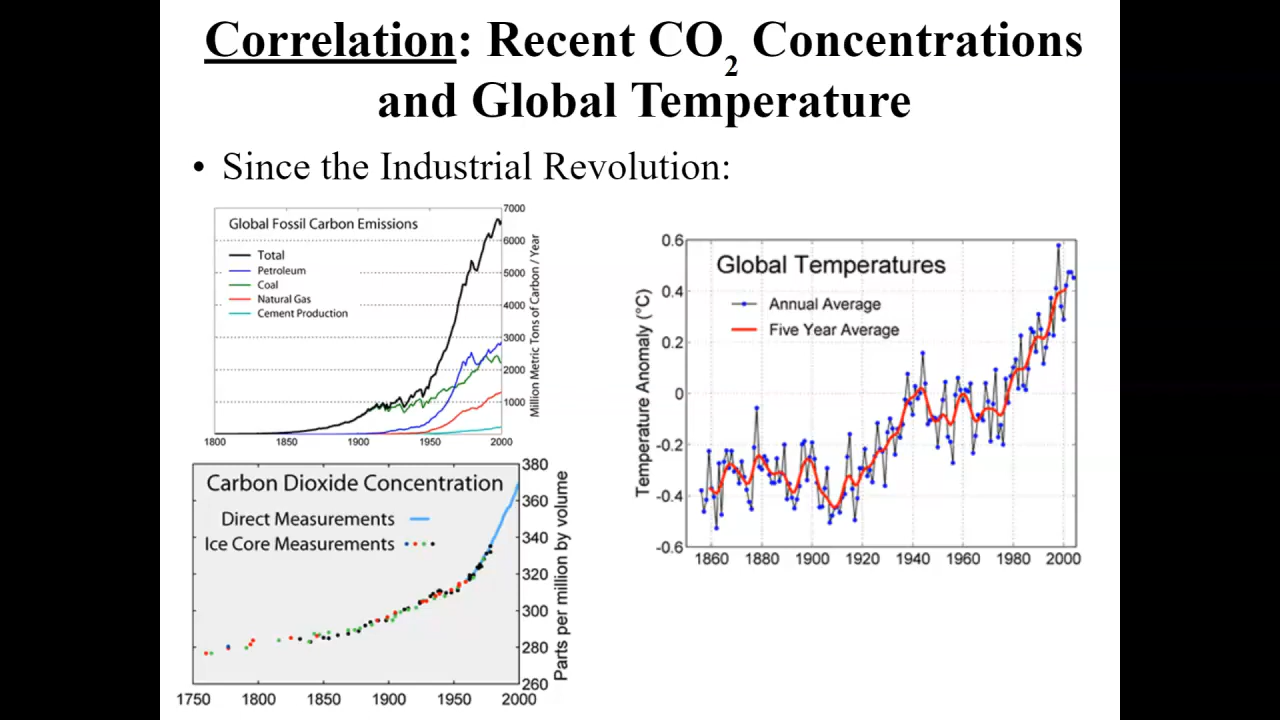 Correlation: Recent CO₂ Concentrations
and Global Temperature
• Since the Industrial Revolution:
Global Fossil Carbon Emissions
Total
Petroleum
Coal
Natural Gas
Cement Production
7000
6000
5000
4000
3000
2000
1000
Million Metric Tons of Carbon / Year
1800 1850 1900 1950 2000
Carbon Dioxide Concentration
Direct Measurements
Ice Core Measurements
380
360
340
320
300
280
260
Parts per million by volume
1750 1800 1850 1900 1950 2000
Global Temperatures
Annual Average
Five Year Average
Temperature Anomaly (°C)
0.6
0.4
0.2
0
-0.2
-0.4
-0.6
1860 1880 1900 1920 1940 1960 1980 2000